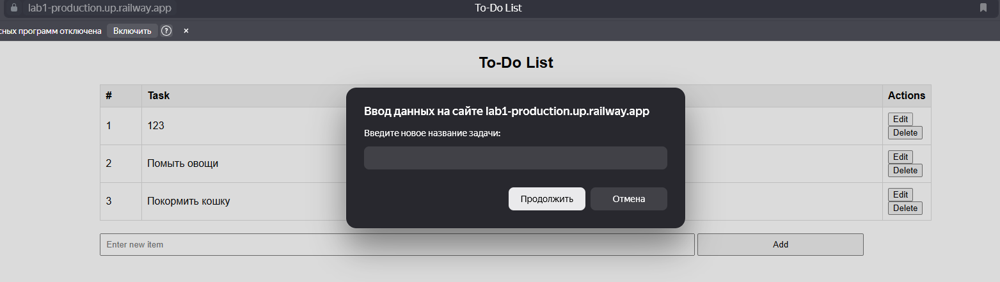 lab1-production.up.railway.app To-Do List
сных программ отключена Включить ? ×
To-Do List
# Task Actions
1 123 Edit
Delete
2 Помыть овощи Edit
Delete
3 Покормить кошку Edit
Delete
Enter new item Add
Ввод данных на сайте lab1-production.up.railway.app
Введите новое название задачи:
Продолжить Отмена